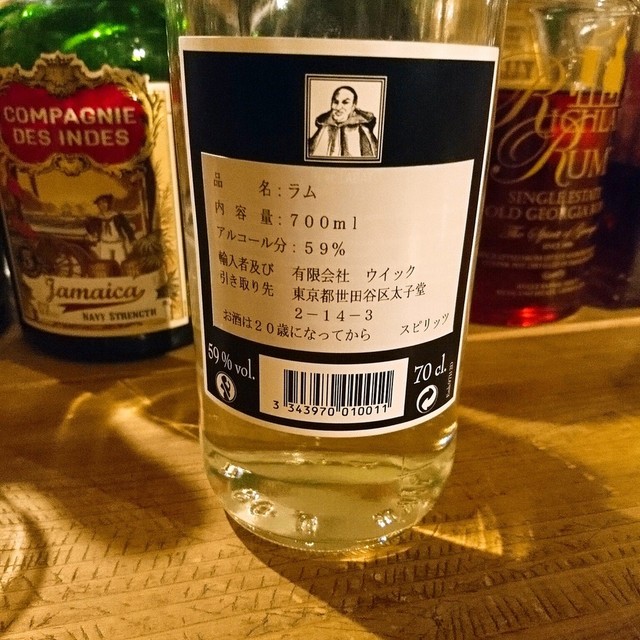 COMPAGNIE
DES INDES
Jamaica
NAVY STRENGTH
品 名:ラム
内 容 量:700ml
アルコール分:59%
輸入者及び 有限会社 ウイック
引き取り先 東京都世田谷区太子堂
2-14-3
お酒は20歳になってから スピリッツ
59% vol.
70 cl.
3 343970 010011
RUM
SINGLE ESTATE
OLD GEORGIA